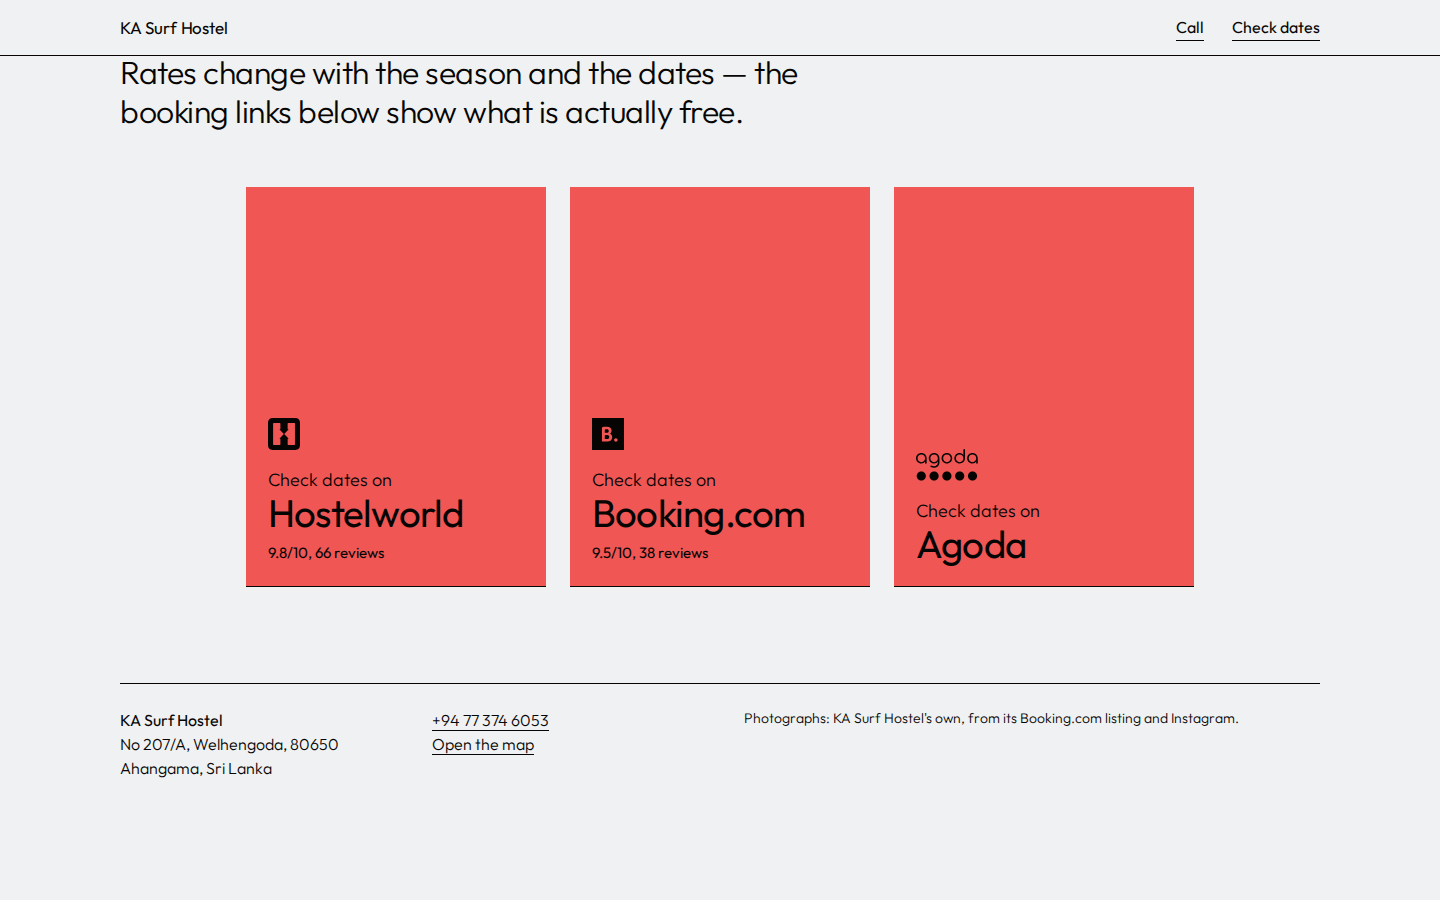 KA Surf Hostel
Call
Check dates
Rates change with the season and the dates — the
booking links below show what is actually free.
Check dates on
Hostelworld
9.8/10, 66 reviews
B.
Check dates on
Booking.com
9.5/10, 38 reviews
agoda
Check dates on
Agoda
KA Surf Hostel
No 207/A, Welhengoda, 80650
Ahangama, Sri Lanka
+94 77 374 6053
Open the map
Photographs: KA Surf Hostel's own, from its Booking.com listing and Instagram.